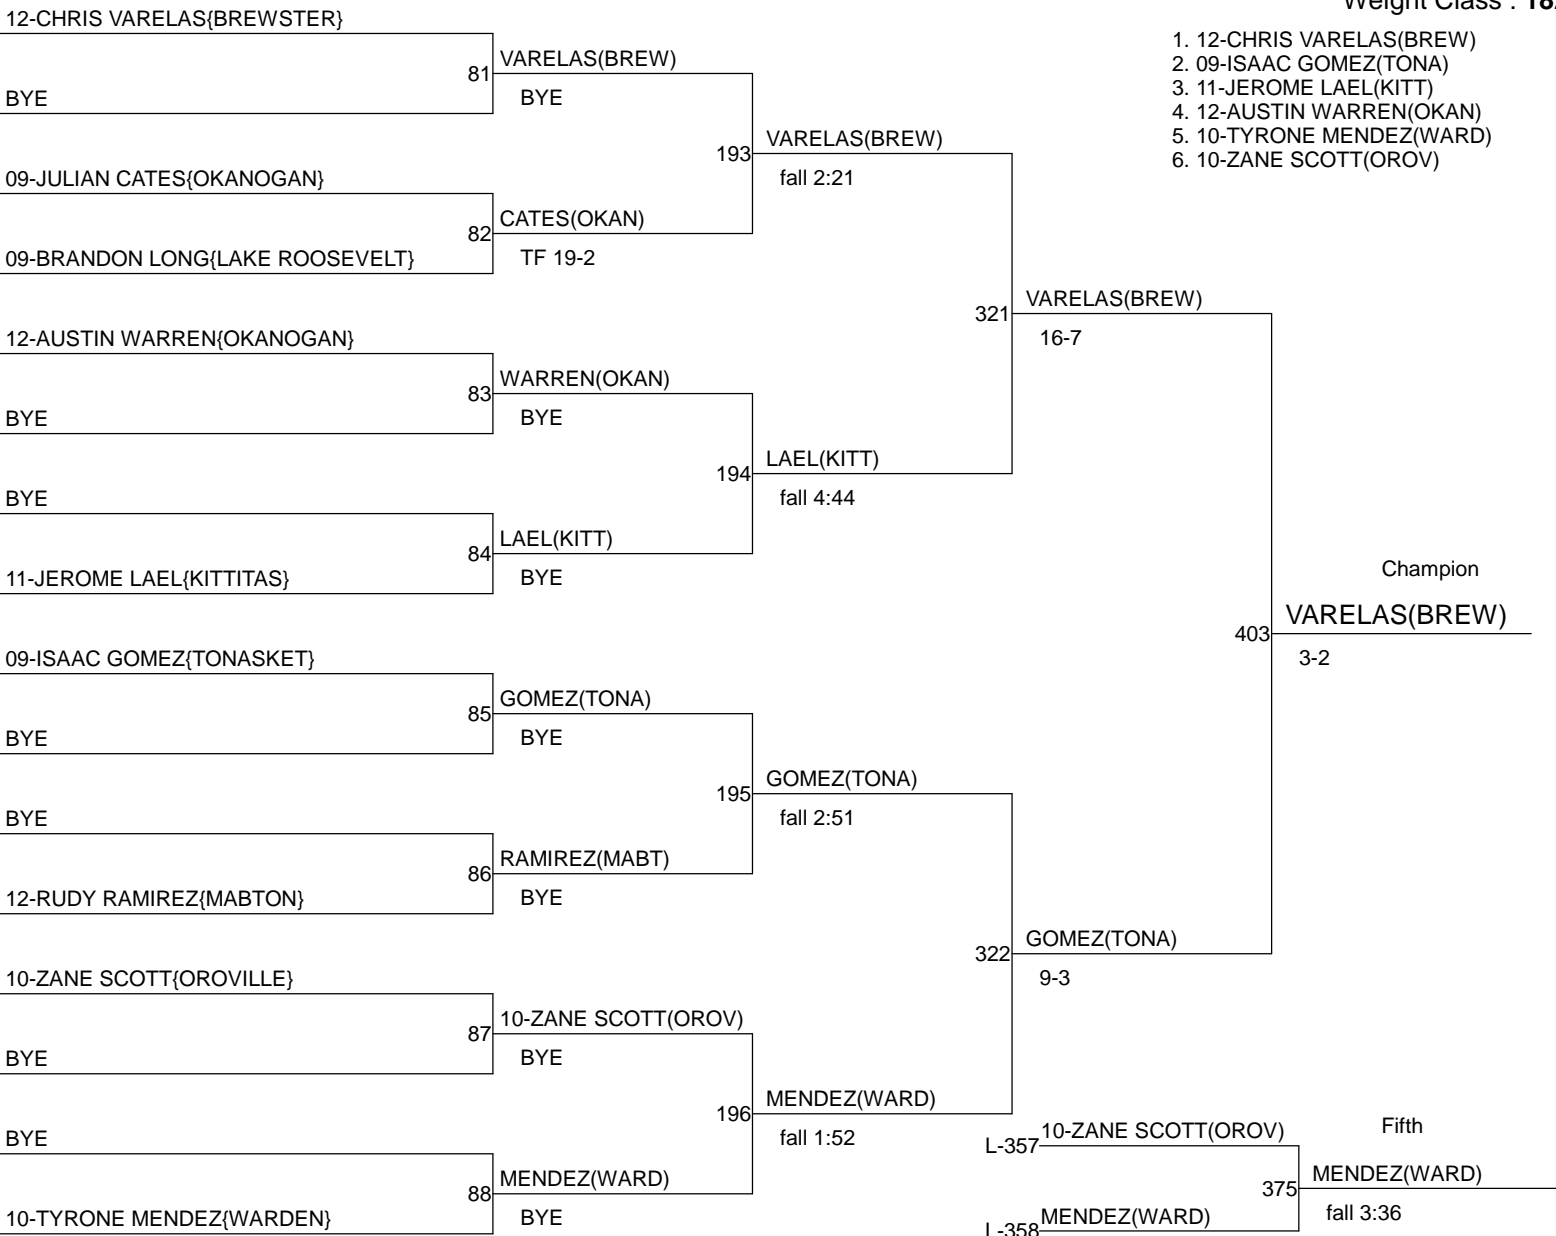 Weight Class :
1. 12-CHRIS VARELAS(BREW)
2. 09-ISAAC GOMEZ(TONA)
3. 11-JEROME LAEL(KITT)
4. 12-AUSTIN WARREN(OKAN)
5. 10-TYRONE MENDEZ(WARD)
6. 10-ZANE SCOTT(OROV)
12-CHRIS VARELAS{BREWSTER}
BYE
09-JULIAN CATES{OKANOGAN}
09-BRANDON LONG{LAKE ROOSEVELT}
12-AUSTIN WARREN{OKANOGAN}
BYE
BYE
11-JEROME LAEL{KITTITAS}
09-ISAAC GOMEZ{TONASKET}
BYE
BYE
12-RUDY RAMIREZ{MABTON}
10-ZANE SCOTT{OROVILLE}
BYE
BYE
10-TYRONE MENDEZ{WARDEN}
81 VARELAS(BREW)
BYE
82 CATES(OKAN)
TF 19-2
83 WARREN(OKAN)
BYE
84 LAEL(KITT)
BYE
85 GOMEZ(TONA)
BYE
86 RAMIREZ(MABT)
BYE
87 10-ZANE SCOTT(OROV)
BYE
88 MENDEZ(WARD)
BYE
193 VARELAS(BREW)
fall 2:21
194 LAEL(KITT)
fall 4:44
195 GOMEZ(TONA)
fall 2:51
196 MENDEZ(WARD)
fall 1:52
321 VARELAS(BREW)
16-7
322 GOMEZ(TONA)
9-3
Champion
403 VARELAS(BREW)
3-2
Fifth
L-357 10-ZANE SCOTT(OROV)
L-358 MENDEZ(WARD)
375 MENDEZ(WARD)
fall 3:36